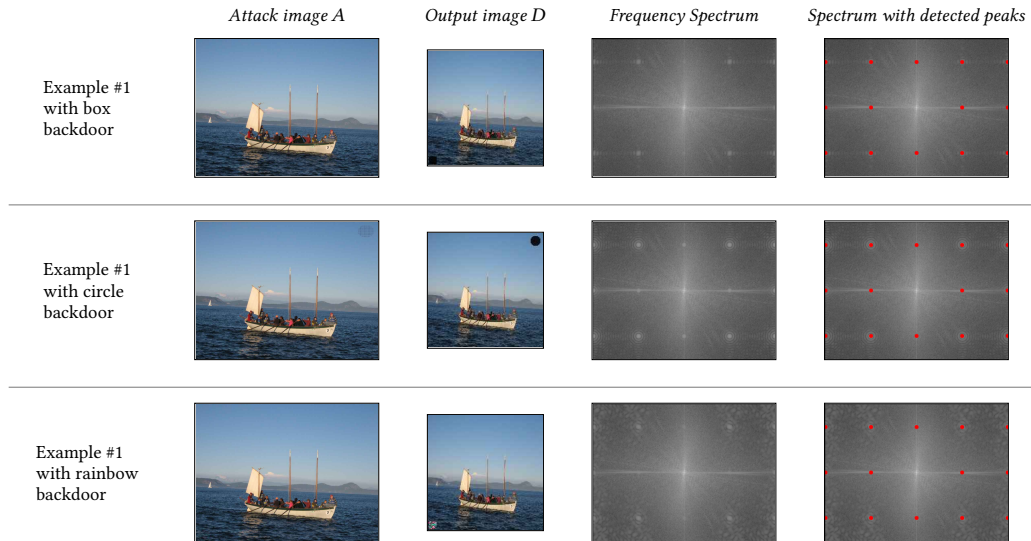 Attack image A
Output image D
Frequency Spectrum
Spectrum with detected peaks
Example #1
with box
backdoor
Example #1
with circle
backdoor
Example #1
with rainbow
backdoor